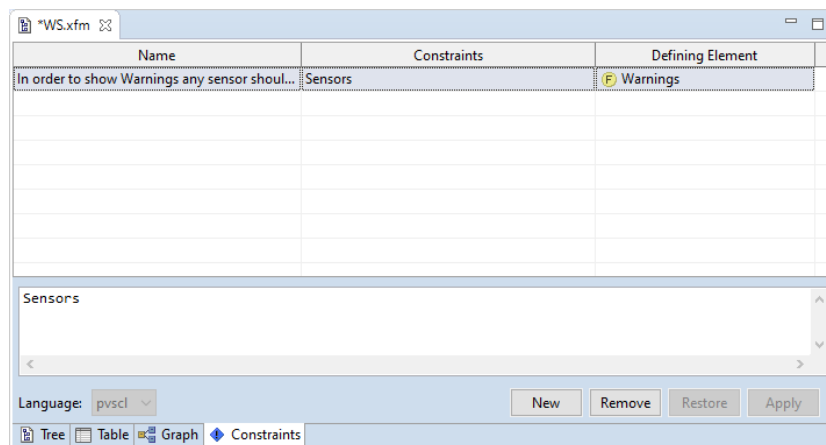 *WS.xfm
Name Constraints Defining Element
In order to show Warnings any sensor shoul... Sensors F Warnings
Sensors
Language: pvscl New Remove Restore Apply
Tree Table Graph Constraints